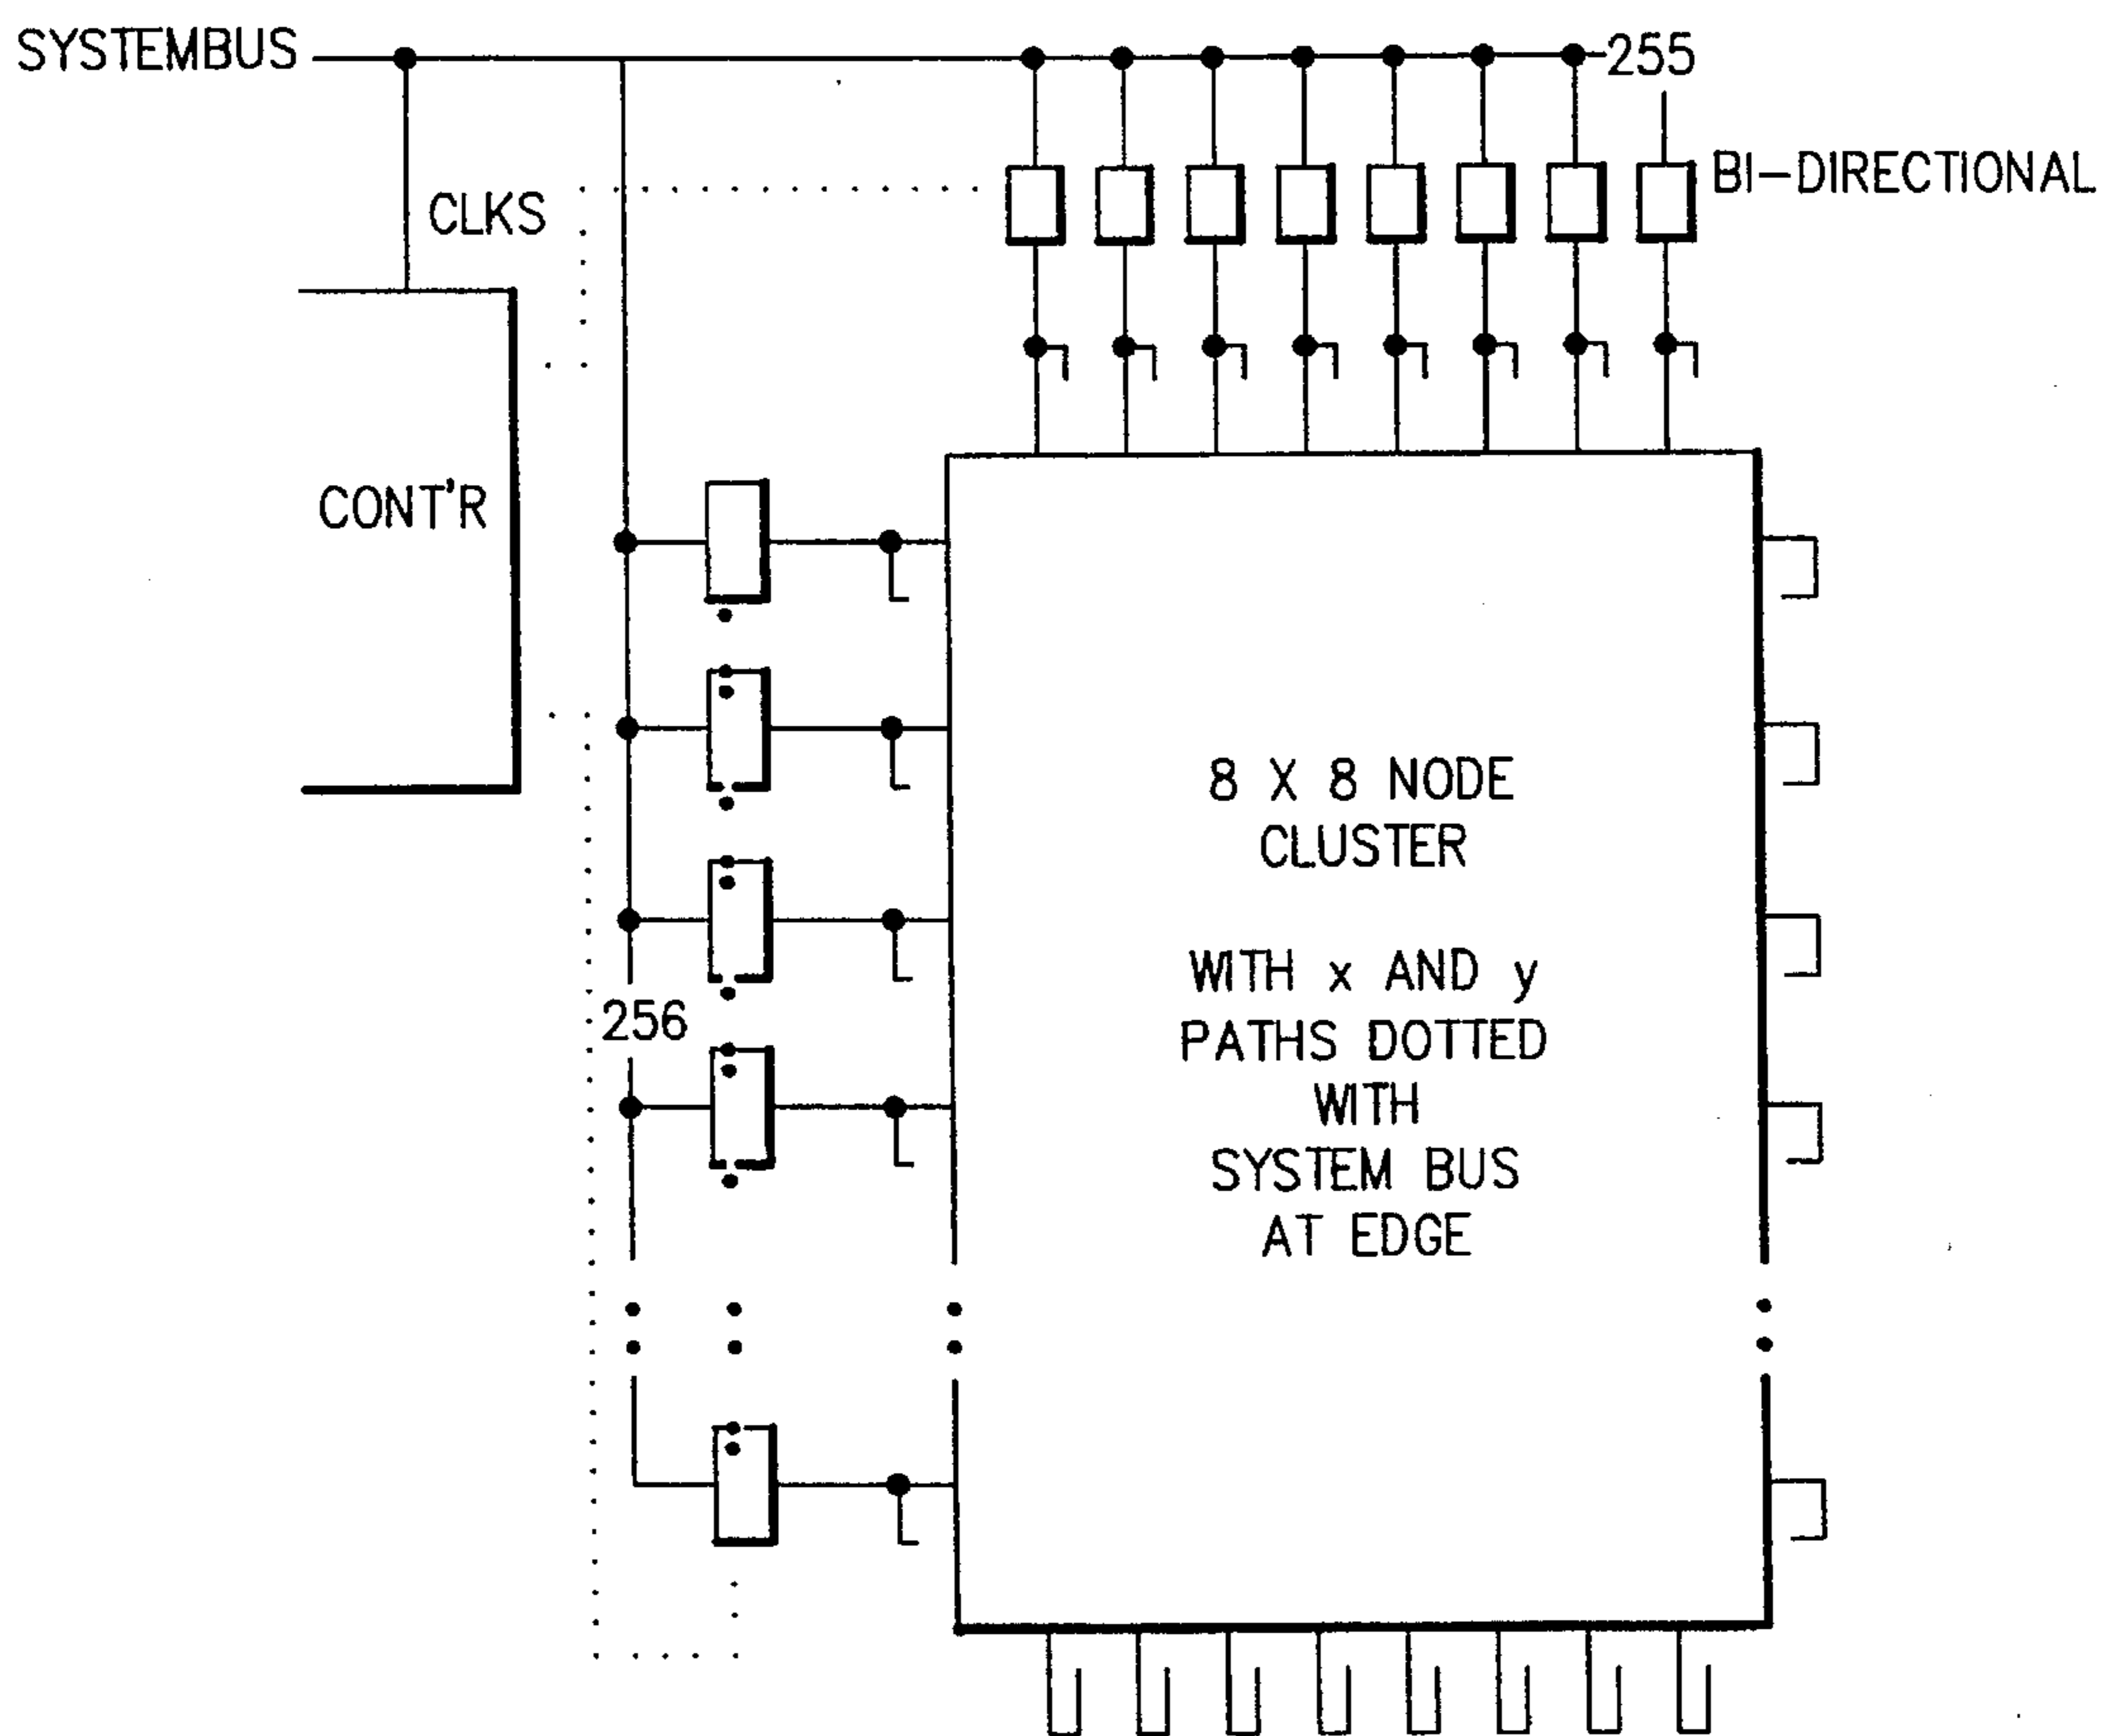 SYSTEMBUS
255
BI-DIRECTIONAL
CLKS
CONT'R
256
8 X 8 NODE
CLUSTER
WITH x AND y
PATHS DOTTED
WITH
SYSTEM BUS
AT EDGE